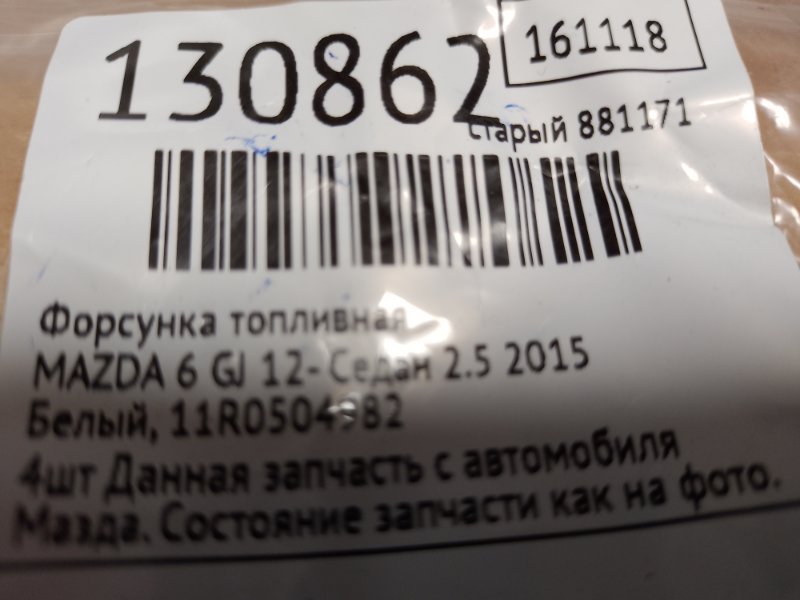 130862
161118
старый 881171
Форсунка топливная
MAZDA 6 GJ 12- Седан 2.5 2015
Белый,
4шт Данная запчасть с автомобиля
Мазда. Состояние запчасти как на фото.